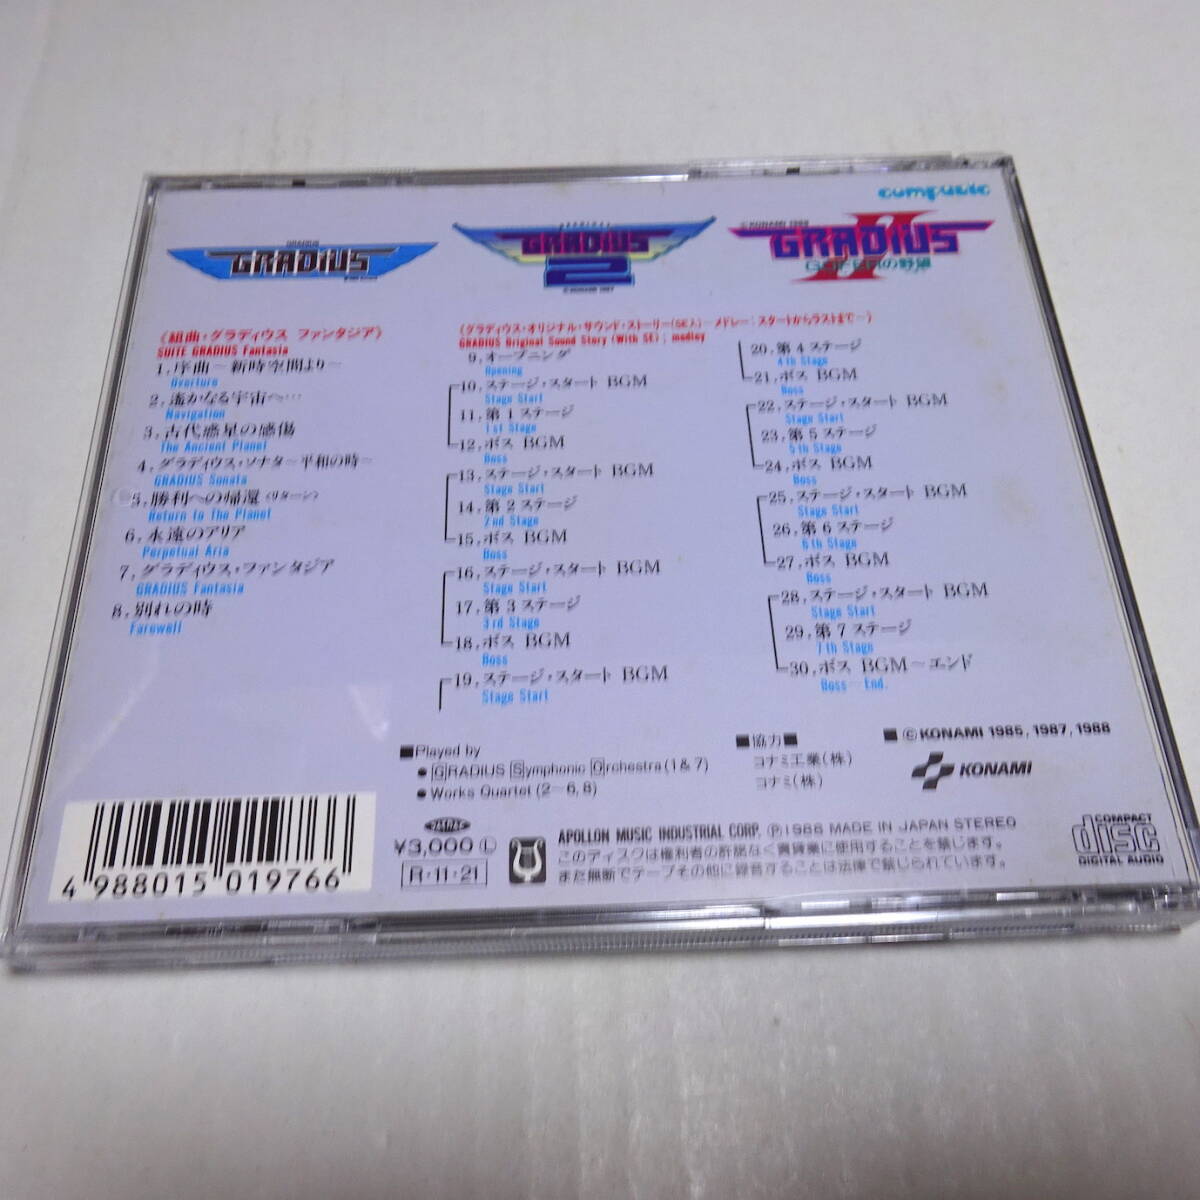 cumpusic
GRADIUS
GRADIUS
GRADIUS
2
© KONAMI 1987
© KONAMI 1988
GRADIUS
II
GOFERの野望
《組曲・グラディウス ファンタジア》
SUITE GRADIUS Fantasia
1. 序曲〜新時空間より〜
Overture
2. 遥かなる宇宙へ…
Navigation
3. 古代惑星の感傷
The Ancient Planet
4. グラディウス・ソナタ〜平和の時〜
GRADIUS Sonata
5. 勝利への帰還〈リターン〉
Return to The Planet
6. 永遠のアリア
Perpetual Aria
7. グラディウス・ファンタジア
GRADIUS Fantasia
8. 別れの時
Farewell
《グラディウス・オリジナル・サウンド・ストーリー(SE入)〜メドレー：スタートからラストまで〜》
GRADIUS Original Sound Story (With SE) ; medley
9. オープニング
Opening
10. ステージ・スタート BGM
Stage Start
11. 第1ステージ
1st Stage
12. ボス BGM
Boss
13. ステージ・スタート BGM
Stage Start
14. 第2ステージ
2nd Stage
15. ボス BGM
Boss
16. ステージ・スタート BGM
Stage Start
17. 第3ステージ
3rd Stage
18. ボス BGM
Boss
19. ステージ・スタート BGM
Stage Start
20. 第4ステージ
4th Stage
21. ボス BGM
Boss
22. ステージ・スタート BGM
Stage Start
23. 第5ステージ
5th Stage
24. ボス BGM
Boss
25. ステージ・スタート BGM
Stage Start
26. 第6ステージ
6th Stage
27. ボス BGM
Boss
28. ステージ・スタート BGM
Stage Start
29. 第7ステージ
7th Stage
30. ボス BGM〜エンド
Boss〜End.
■Played by
● GRADIUS Symphonic Orchestra (1 & 7)
● Works Quartet (2〜6, 8)
■協力■
コナミ工業(株)
コナミ(株)
■ ©KONAMI 1985, 1987, 1988
KONAMI
4 988015 019766
JASRAC
¥3,000 Ⓛ
R・11・21
APOLLON MUSIC INDUSTRIAL CORP. ℗1988 MADE IN JAPAN STEREO
このディスクは権利者の許諾なく賃貸業に使用することを禁じます。
また無断でテープその他に録音することは法律で禁じられています。
COMPACT
disc
DIGITAL AUDIO